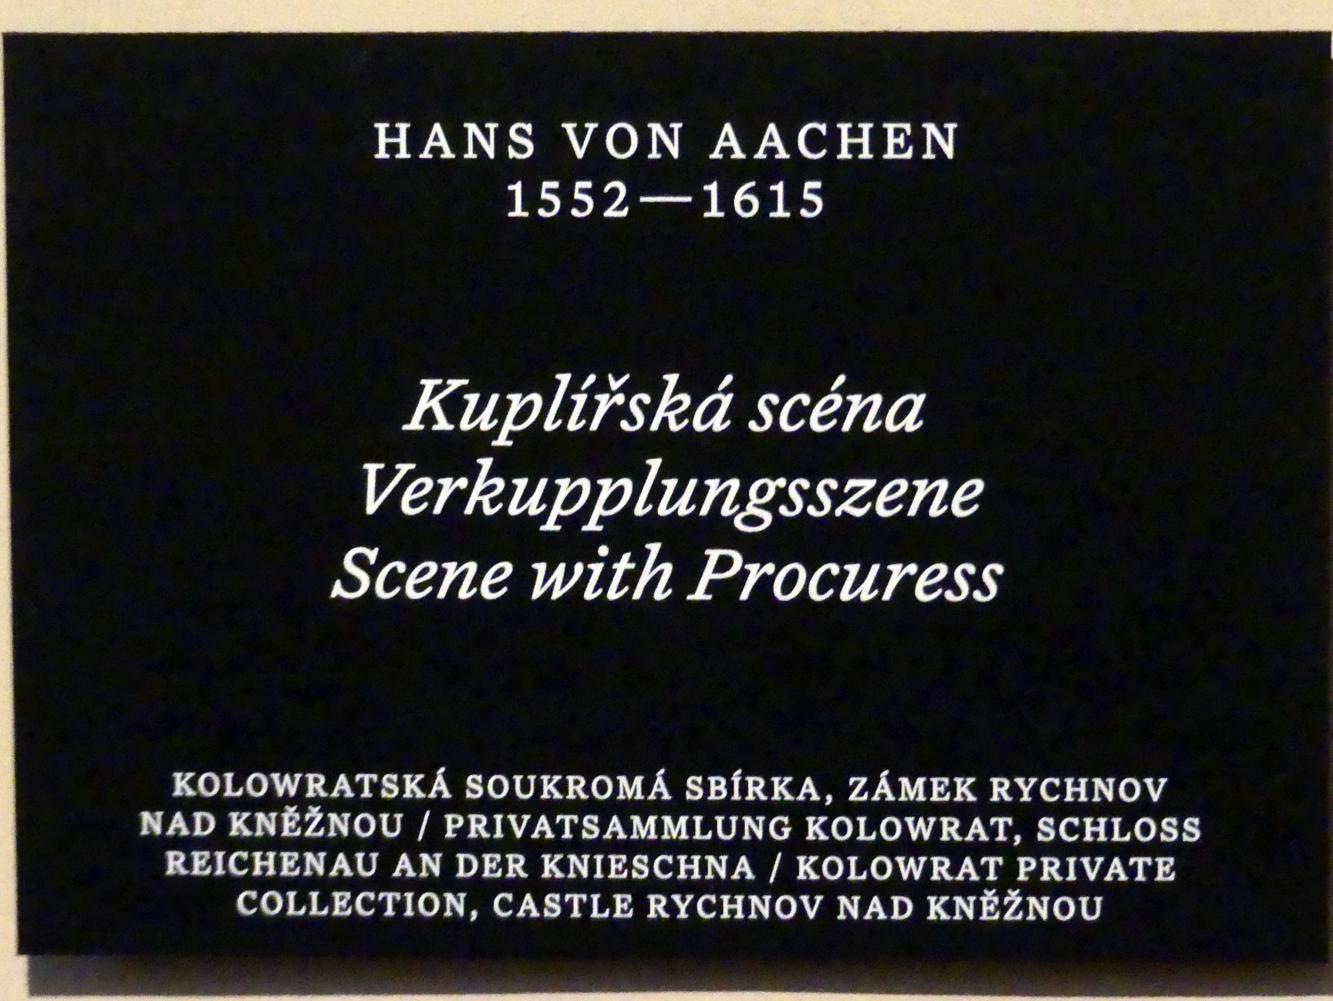 HANS VON AACHEN
1552—1615
Kuplířská scéna
Verkupplungsszene
Scene with Procuress
KOLOWRATSKÁ SOUKROMÁ SBÍRKA, ZÁMEK RYCHNOV
NAD KNĚŽNOU / PRIVATSAMMLUNG KOLOWRAT, SCHLOSS
REICHENAU AN DER KNIESCHNA / KOLOWRAT PRIVATE
COLLECTION, CASTLE RYCHNOV NAD KNĚŽNOU